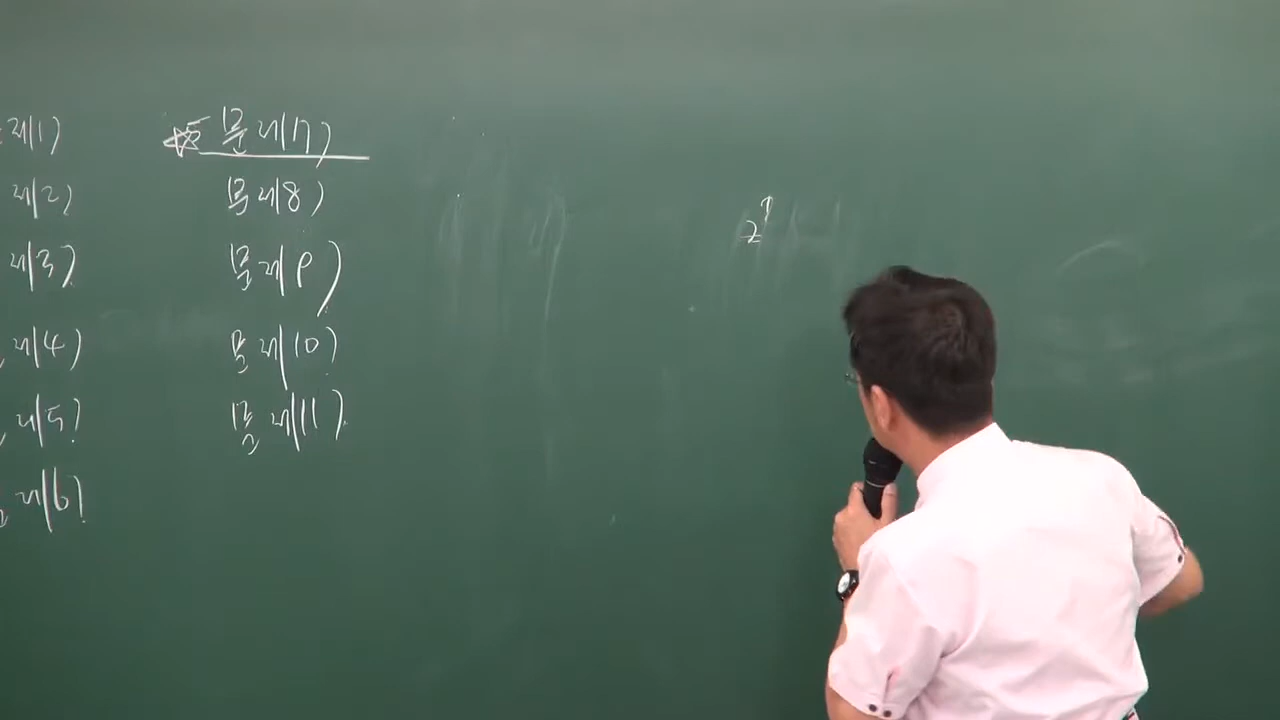 제1)
제2)
제3)
제4)
제5)
제6)
☆ 문제17)
문제8)
문제9)
문제10)
문제11)